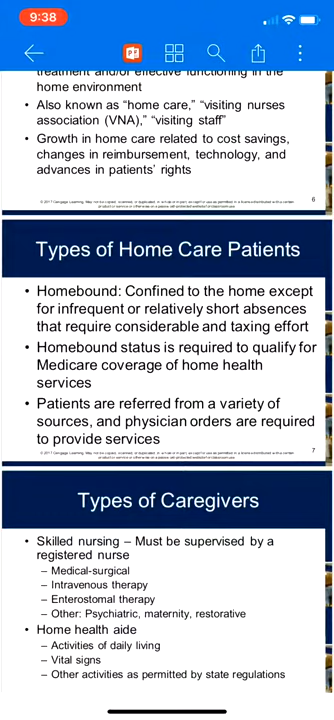 9:38
treatment and/or effective functioning in the
home environment
• Also known as “home care,” “visiting nurses
association (VNA),” “visiting staff”
• Growth in home care related to cost savings,
changes in reimbursement, technology, and
advances in patients' rights
6
Types of Home Care Patients
• Homebound: Confined to the home except
for infrequent or relatively short absences
that require considerable and taxing effort
• Homebound status is required to qualify for
Medicare coverage of home health
services
• Patients are referred from a variety of
sources, and physician orders are required
to provide services
7
Types of Caregivers
• Skilled nursing – Must be supervised by a
registered nurse
– Medical-surgical
– Intravenous therapy
– Enterostomal therapy
– Other: Psychiatric, maternity, restorative
• Home health aide
– Activities of daily living
– Vital signs
– Other activities as permitted by state regulations